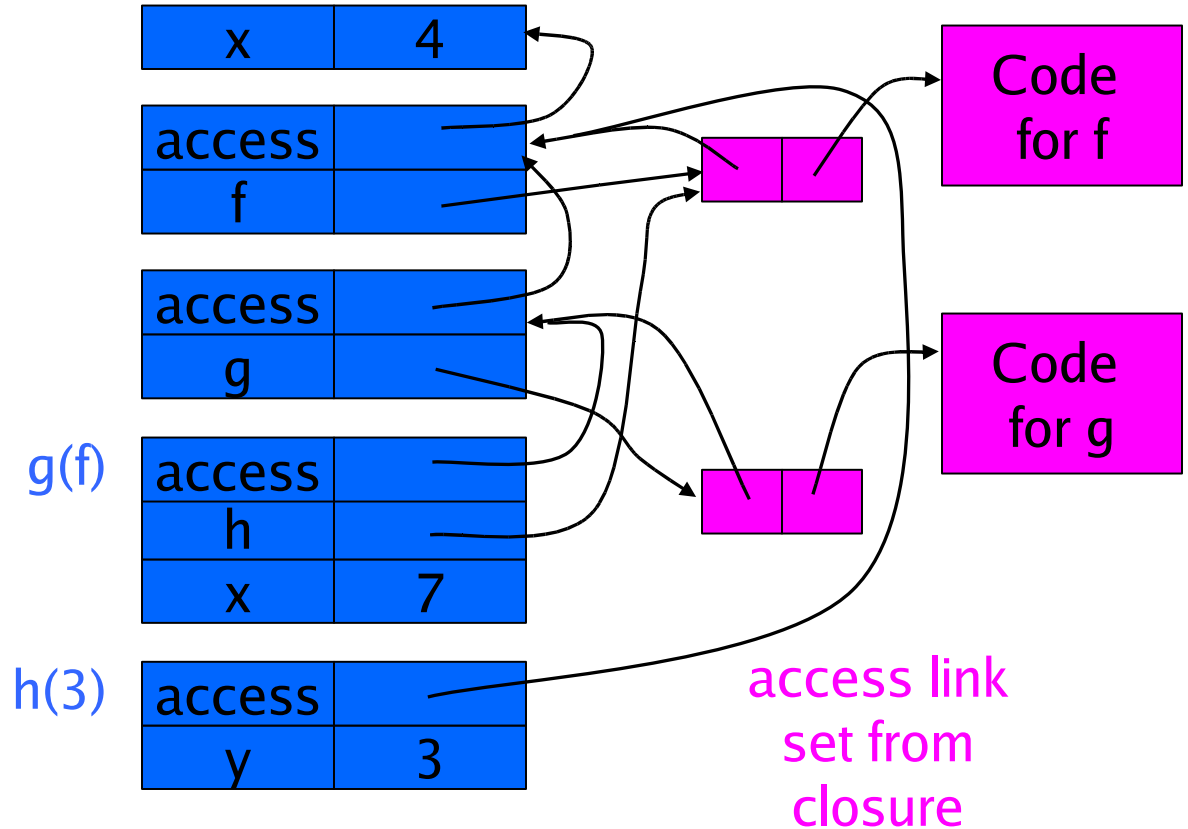 x 4
access
f
access
g
g(f)
access
h
x 7
h(3)
access
y 3
Code
for f
Code
for g
access link
set from
closure